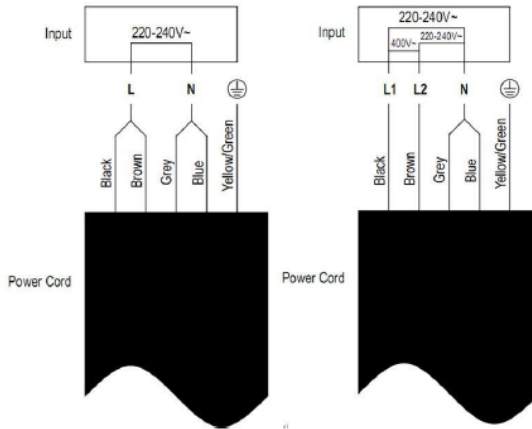 Input
220-240V~
L
N
Black
Brown
Grey
Blue
Yellow/Green
Power Cord
Input
220-240V~
400V~
220-240V~
L1
L2
N
Black
Brown
Grey
Blue
Yellow/Green
Power Cord